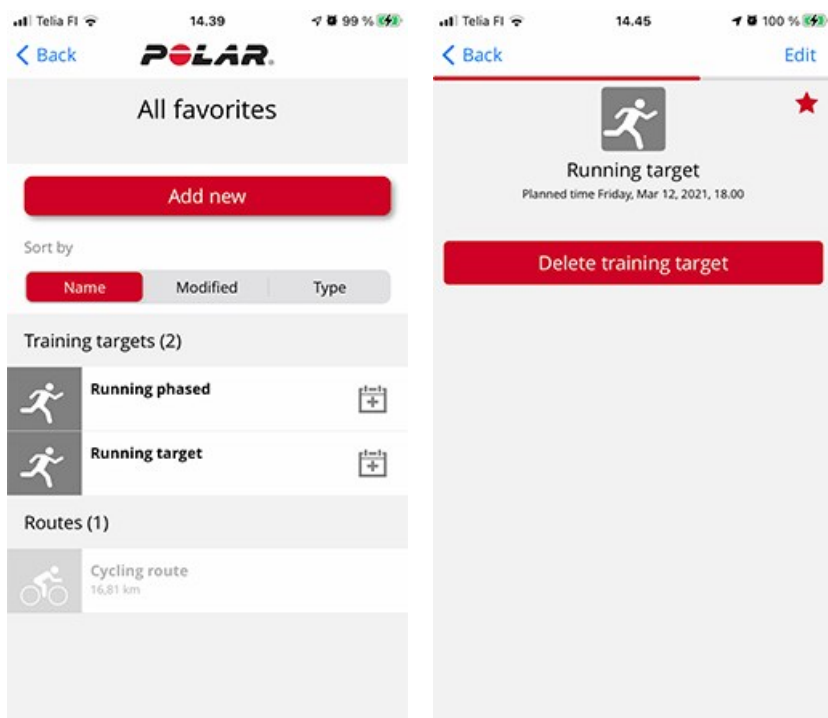 Telia FI 14.39 99 %
Back POLAR.
All favorites
Add new
Sort by
Name Modified Type
Training targets (2)
Running phased
Running target
Routes (1)
Cycling route
16,81 km
Telia FI 14.45 100 %
Back Edit
Running target
Planned time Friday, Mar 12, 2021, 18.00
Delete training target